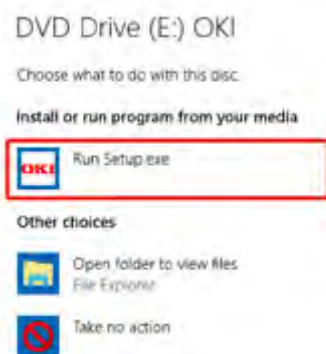 DVD Drive (E:) OKI
Choose what to do with this disc.
Install or run program from your media
OKI
Run Setup exe
Other choices
Open folder to view files
File Explorer
Take no action